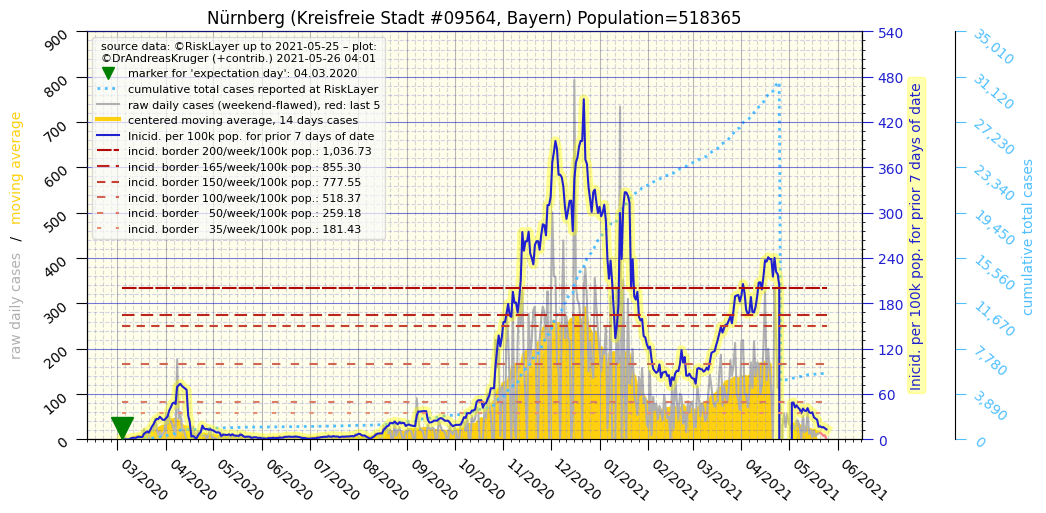 Nürnberg (Kreisfreie Stadt #09564, Bayern) Population=518365
source data: ©RiskLayer up to 2021-05-25 – plot:
©DrAndreasKruger (+contrib.) 2021-05-26 04:01
marker for 'expectation day': 04.03.2020
cumulative total cases reported at RiskLayer
raw daily cases (weekend-flawed), red: last 5
centered moving average, 14 days cases
Inicid. per 100k pop. for prior 7 days of date
incid. border 200/week/100k pop.: 1,036.73
incid. border 165/week/100k pop.: 855.30
incid. border 150/week/100k pop.: 777.55
incid. border 100/week/100k pop.: 518.37
incid. border 50/week/100k pop.: 259.18
incid. border 35/week/100k pop.: 181.43
raw daily cases / moving average
900
800
700
600
500
400
300
200
100
0
03/2020
04/2020
05/2020
06/2020
07/2020
08/2020
09/2020
10/2020
11/2020
12/2020
01/2021
02/2021
03/2021
04/2021
05/2021
06/2021
540
480
420
360
300
240
180
120
60
0
Inicid. per 100k pop. for prior 7 days of date
35,010
31,120
27,230
23,340
19,450
15,560
11,670
7,780
3,890
0
cumulative total cases